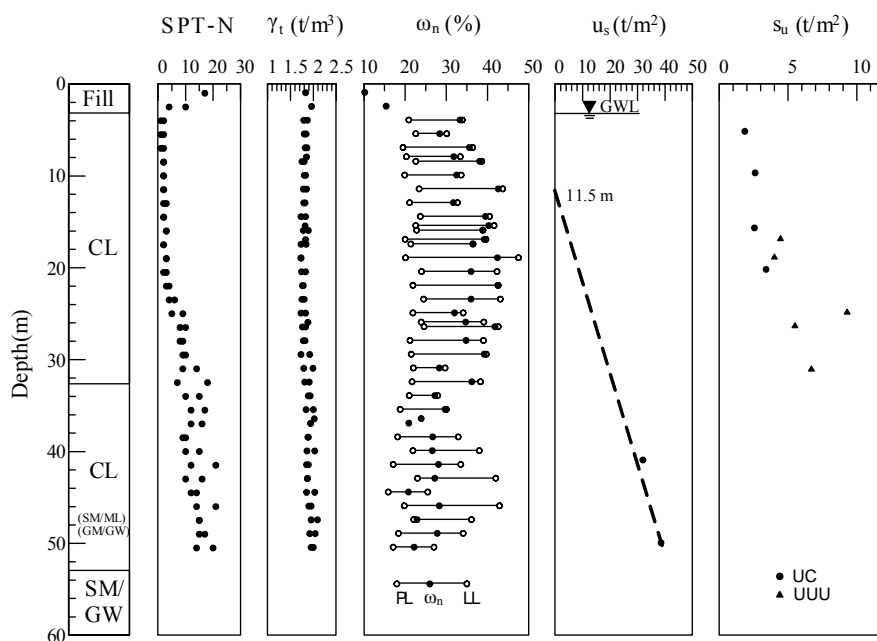 SPT-N γt (t/m3) ωn (%) us(t/m2) su (t/m2)
0 10 20 30 1 1.5 2 2.5 10 20 30 40 50 0 10 20 30 40 50 0 5 10
0
Fill
GWL
10
11.5 m
CL
20
Depth(m)
30
40
CL
(SM/ML)
(GM/GW)
50
SM/
GW
PL ωn LL
UC
UUU
60